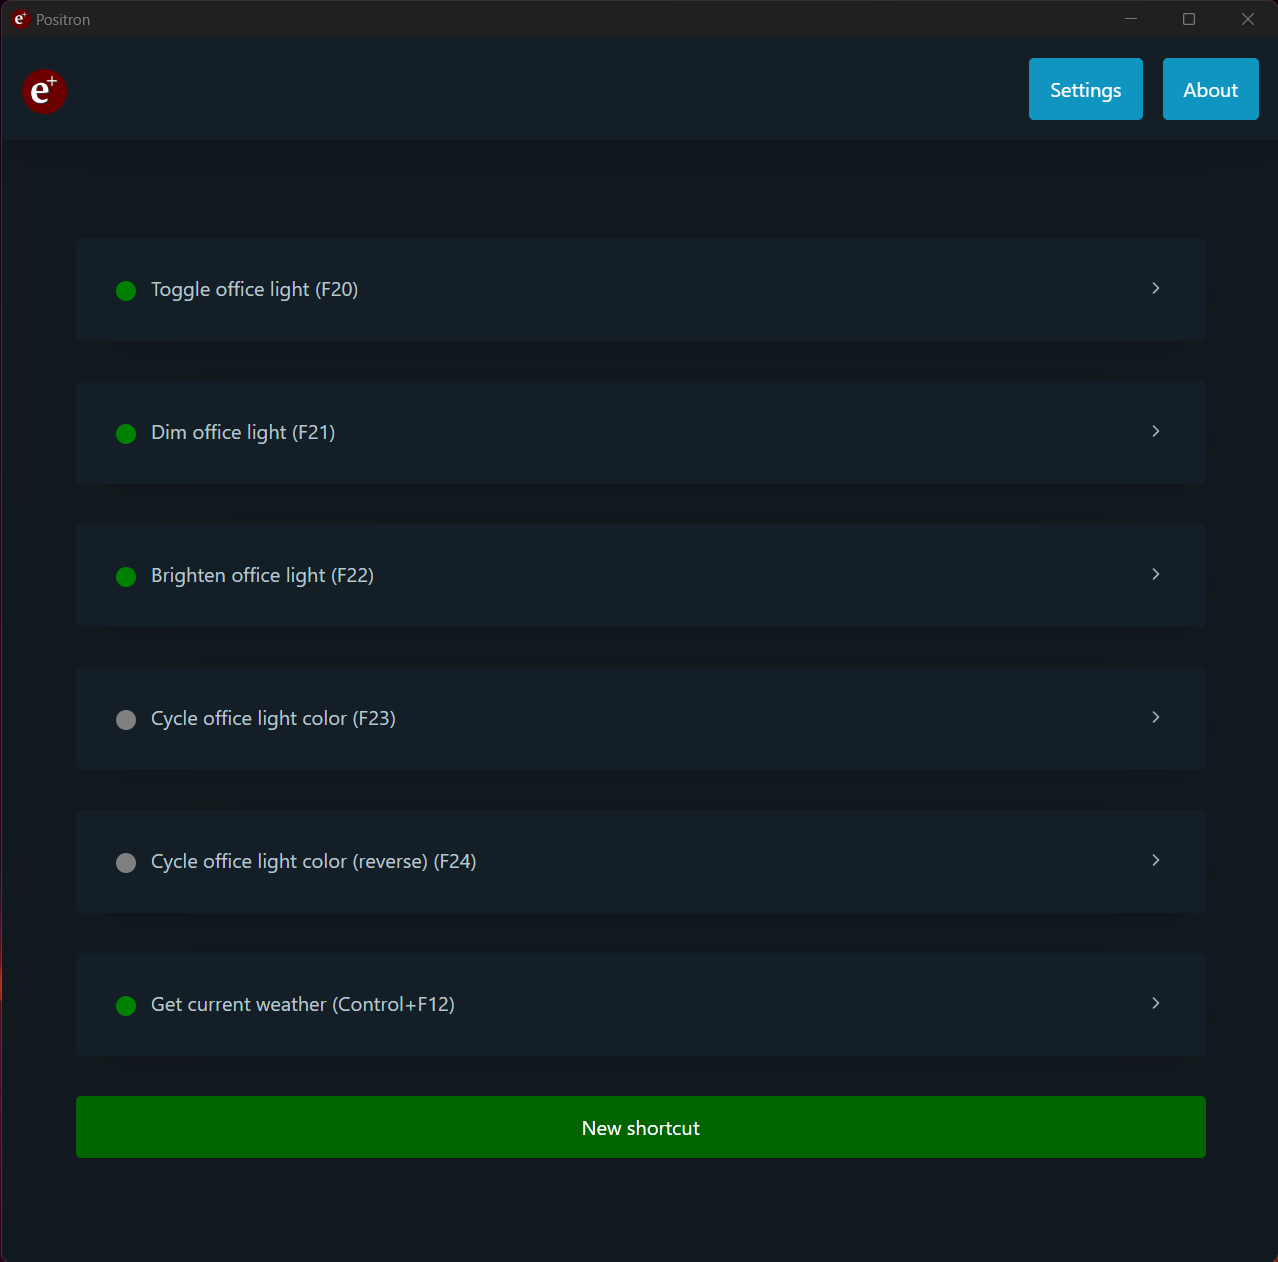 e+ Positron
e+
Settings About
Toggle office light (F20)
Dim office light (F21)
Brighten office light (F22)
Cycle office light color (F23)
Cycle office light color (reverse) (F24)
Get current weather (Control+F12)
New shortcut